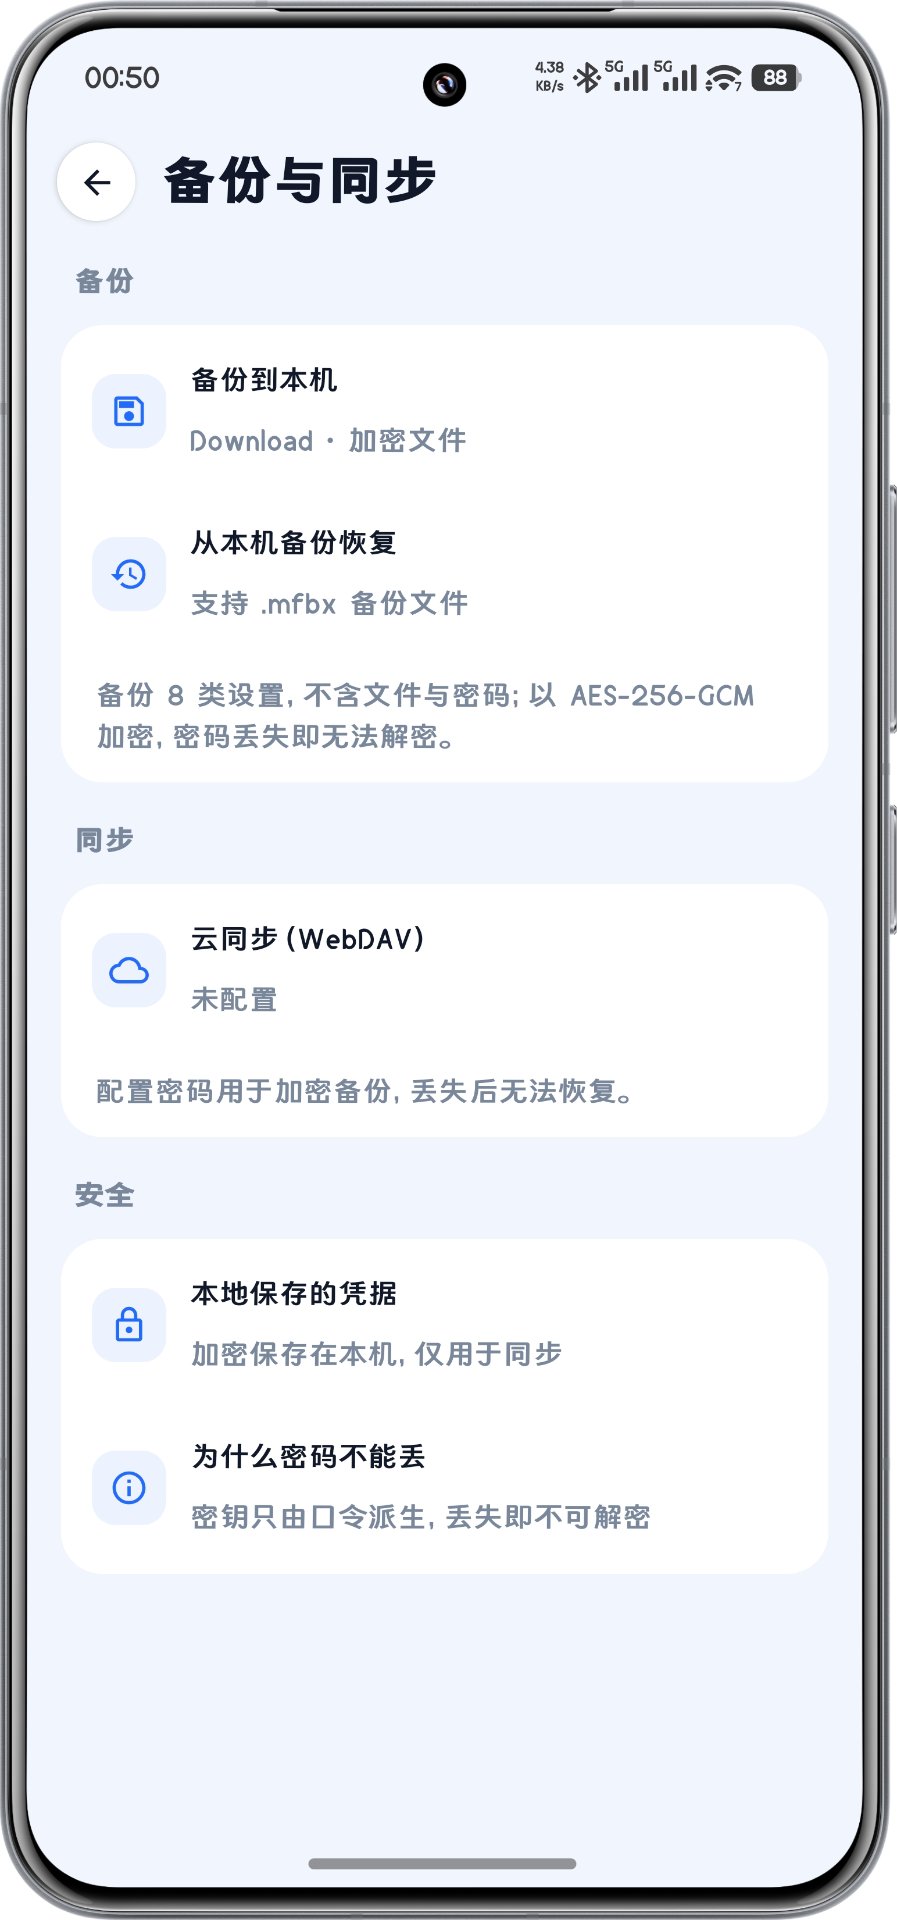 00:50
4.38
KB/s
5G
5G
7
88
备份与同步
备份
备份到本机
Download · 加密文件
从本机备份恢复
支持 .mfbx 备份文件
备份 8 类设置, 不含文件与密码; 以 AES-256-GCM
加密, 密码丢失即无法解密。
同步
云同步 (WebDAV)
未配置
配置密码用于加密备份, 丢失后无法恢复。
安全
本地保存的凭据
加密保存在本机, 仅用于同步
为什么密码不能丢
密钥只由口令派生, 丢失即不可解密